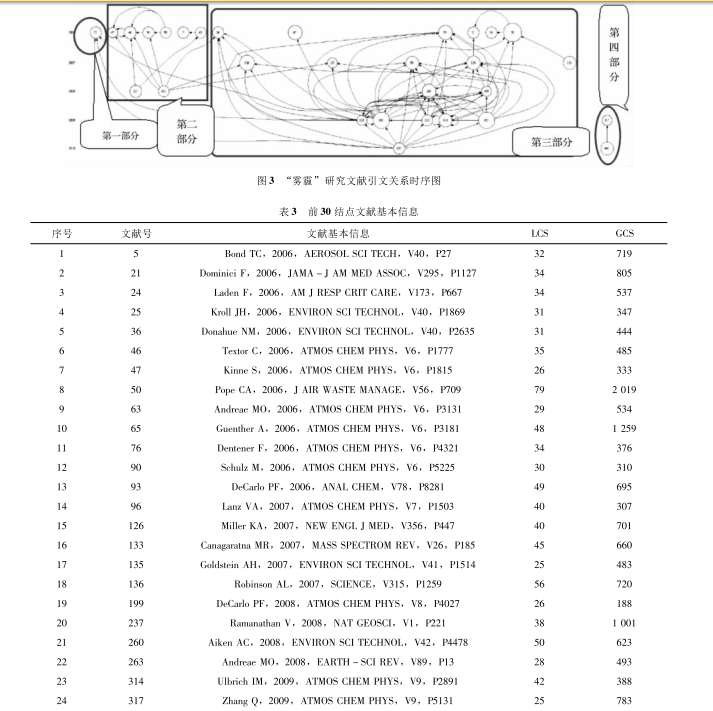 第一部分
第二部分
第三部分
第四部分
图 3 “雾霾”研究文献引文关系时序图
表 3 前 30 结点文献基本信息
序号 文献号 文献基本信息 LCS GCS
1 5 Bond TC，2006，AEROSOL SCI TECH，V40，P27 32 719
2 21 Dominici F，2006，JAMA－J AM MED ASSOC，V295，P1127 34 805
3 24 Laden F，2006，AM J RESP CRIT CARE，V173，P667 34 537
4 25 Kroll JH，2006，ENVIRON SCI TECHNOL，V40，P1869 31 347
5 36 Donahue NM，2006，ENVIRON SCI TECHNOL，V40，P2635 31 444
6 46 Textor C，2006，ATMOS CHEM PHYS，V6，P1777 35 485
7 47 Kinne S，2006，ATMOS CHEM PHYS，V6，P1815 26 333
8 50 Pope CA，2006，J AIR WASTE MANAGE，V56，P709 79 2 019
9 63 Andreae MO，2006，ATMOS CHEM PHYS，V6，P3131 29 534
10 65 Guenther A，2006，ATMOS CHEM PHYS，V6，P3181 48 1 259
11 76 Dentener F，2006，ATMOS CHEM PHYS，V6，P4321 34 376
12 90 Schulz M，2006，ATMOS CHEM PHYS，V6，P5225 30 310
13 93 DeCarlo PF，2006，ANAL CHEM，V78，P8281 49 695
14 96 Lanz VA，2007，ATMOS CHEM PHYS，V7，P1503 40 307
15 126 Miller KA，2007，NEW ENGL J MED，V356，P447 40 701
16 133 Canagaratna MR，2007，MASS SPECTROM REV，V26，P185 45 660
17 135 Goldstein AH，2007，ENVIRON SCI TECHNOL，V41，P1514 25 483
18 136 Robinson AL，2007，SCIENCE，V315，P1259 56 720
19 199 DeCarlo PF，2008，ATMOS CHEM PHYS，V8，P4027 26 188
20 237 Ramanathan V，2008，NAT GEOSCI，V1，P221 38 1 001
21 260 Aiken AC，2008，ENVIRON SCI TECHNOL，V42，P4478 50 623
22 263 Andreae MO，2008，EARTH－SCI REV，V89，P13 28 493
23 314 Ulbrich IM，2009，ATMOS CHEM PHYS，V9，P2891 42 388
24 317 Zhang Q，2009，ATMOS CHEM PHYS，V9，P5131 25 783